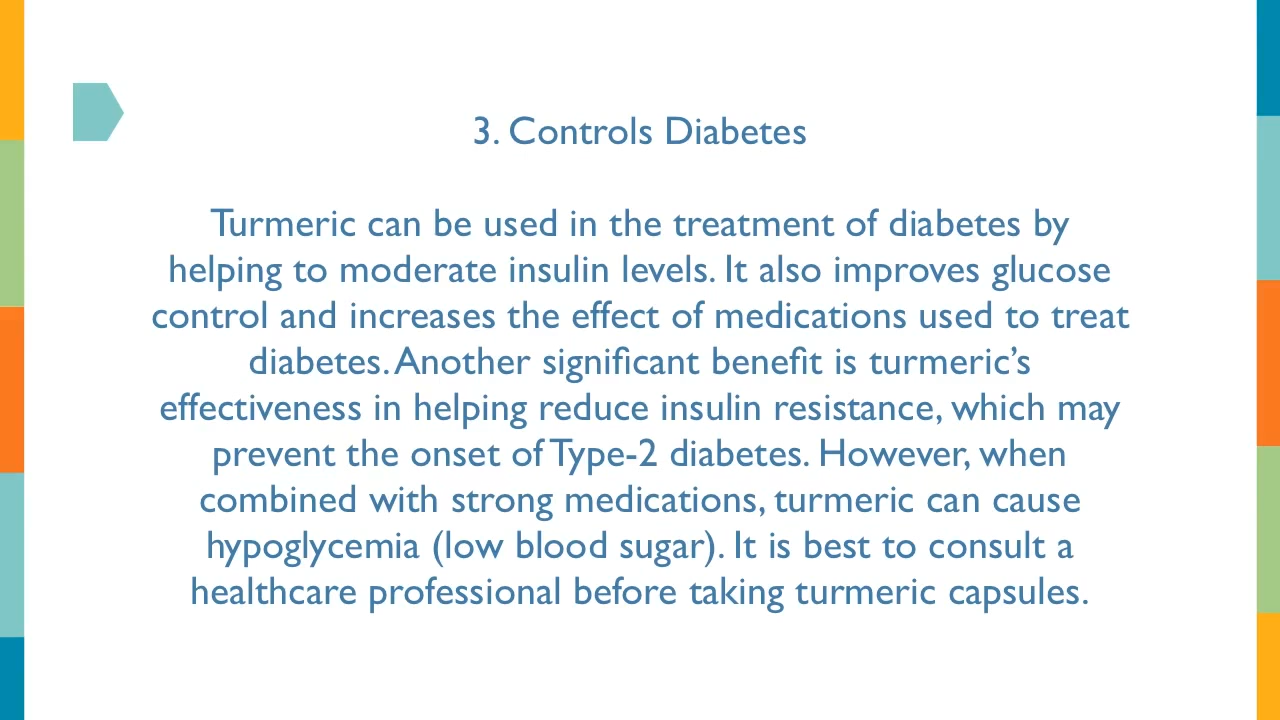 3. Controls Diabetes
Turmeric can be used in the treatment of diabetes by
helping to moderate insulin levels. It also improves glucose
control and increases the effect of medications used to treat
diabetes. Another significant benefit is turmeric’s
effectiveness in helping reduce insulin resistance, which may
prevent the onset of Type-2 diabetes. However, when
combined with strong medications, turmeric can cause
hypoglycemia (low blood sugar). It is best to consult a
healthcare professional before taking turmeric capsules.